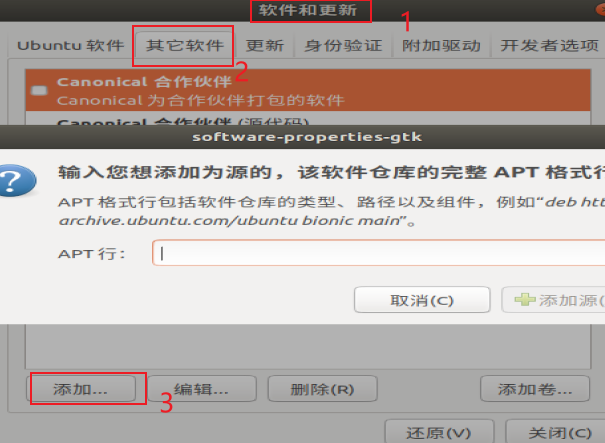 软件和更新
1
Ubuntu 软件 其它软件 更新 身份验证 附加驱动 开发者选项
2
Canonical 合作伙伴
Canonical 为合作伙伴打包的软件
Canonical 合作伙伴 (源代码)
software-properties-gtk
输入您想添加为源的，该软件仓库的完整 APT 格式行
APT 格式行包括软件仓库的类型、路径以及组件，例如“deb htt
archive.ubuntu.com/ubuntu bionic main”。
APT 行：
取消(C) 添加源(
添加... 编辑... 删除(R) 添加卷...
3
还原(V) 关闭(C)